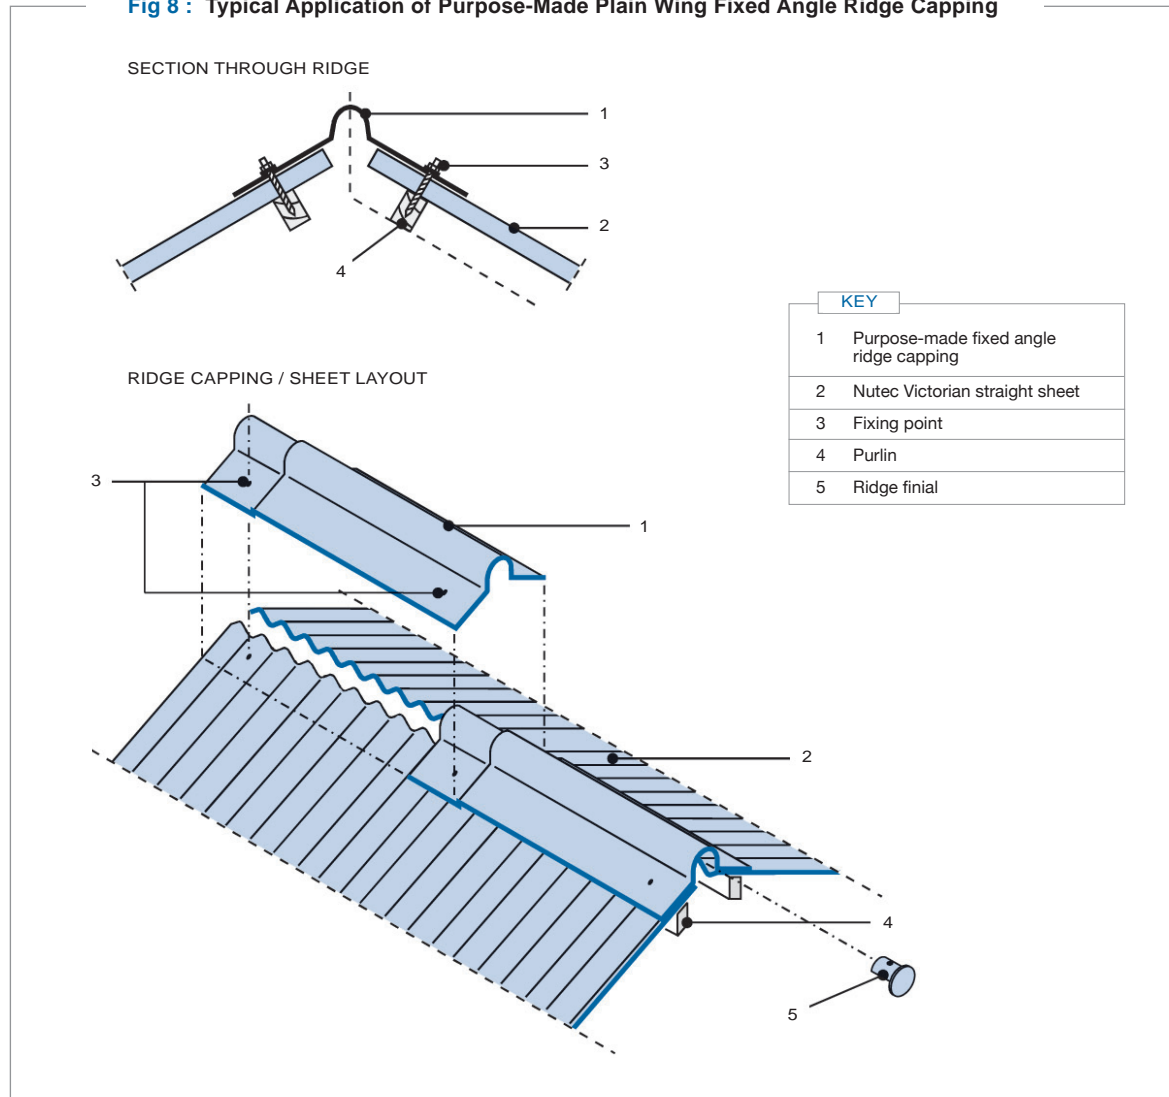 Fig 8 : Typical Application of Purpose-Made Plain Wing Fixed Angle Ridge Capping
SECTION THROUGH RIDGE
1
3
2
4
KEY
1 Purpose-made fixed angle
ridge capping
2 Nutec Victorian straight sheet
3 Fixing point
4 Purlin
5 Ridge finial
RIDGE CAPPING / SHEET LAYOUT
3
1
2
4
5